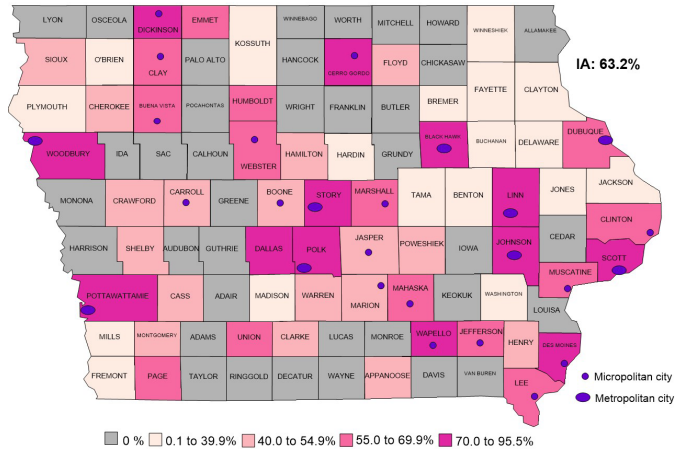 LYON OSCEOLA DICKINSON EMMET WINNEBAGO WORTH MITCHELL HOWARD WINNESHIEK ALLAMAKEE
KOSSUTH
SIOUX O'BRIEN CLAY PALO ALTO HANCOCK CERRO GORDO FLOYD CHICKASAW
IA: 63.2%
FAYETTE CLAYTON
PLYMOUTH CHEROKEE BUENA VISTA POCAHONTAS HUMBOLDT WRIGHT FRANKLIN BUTLER BREMER
BLACK HAWK BUCHANAN DELAWARE DUBUQUE
WOODBURY IDA SAC CALHOUN WEBSTER HAMILTON HARDIN GRUNDY
JACKSON
MONONA CRAWFORD CARROLL GREENE BOONE STORY MARSHALL TAMA BENTON LINN JONES
CLINTON
HARRISON SHELBY AUDUBON GUTHRIE DALLAS POLK JASPER POWESHIEK IOWA JOHNSON CEDAR
SCOTT
MUSCATINE
POTTAWATTAMIE CASS ADAIR MADISON WARREN MARION MAHASKA KEOKUK WASHINGTON
LOUISA
MILLS MONTGOMERY ADAMS UNION CLARKE LUCAS MONROE WAPELLO JEFFERSON HENRY DES MOINES
FREMONT PAGE TAYLOR RINGGOLD DECATUR WAYNE APPANOOSE DAVIS VAN BUREN LEE
Micropolitan city
Metropolitan city
0 % 0.1 to 39.9% 40.0 to 54.9% 55.0 to 69.9% 70.0 to 95.5%